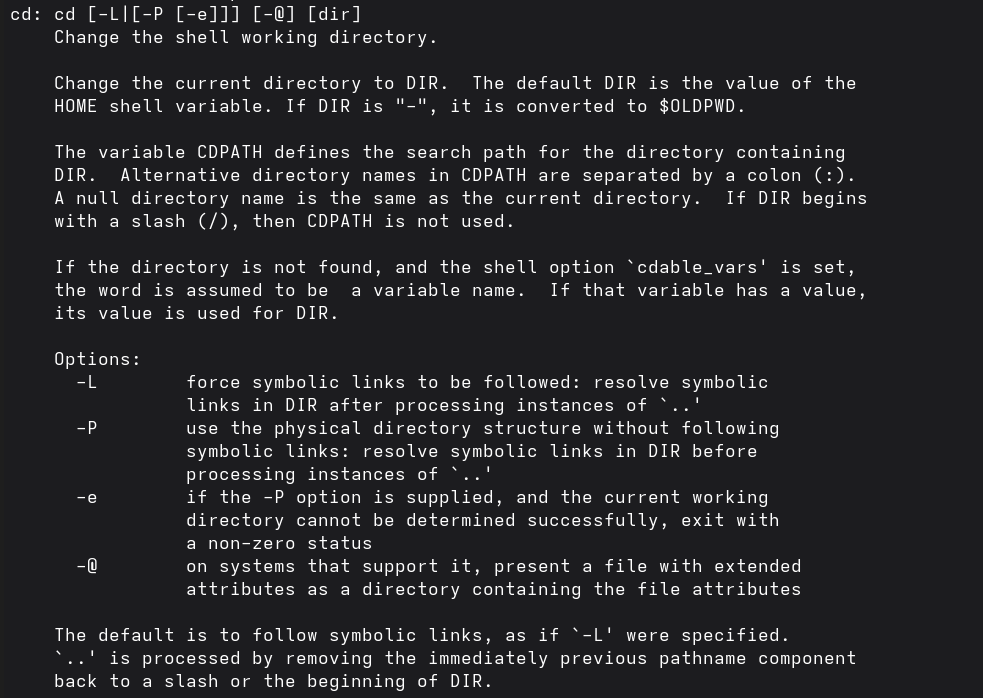 cd: cd [-L|[-P [-e]]] [-@] [dir]
    Change the shell working directory.

    Change the current directory to DIR.  The default DIR is the value of the
    HOME shell variable. If DIR is "-", it is converted to $OLDPWD.

    The variable CDPATH defines the search path for the directory containing
    DIR.  Alternative directory names in CDPATH are separated by a colon (:).
    A null directory name is the same as the current directory.  If DIR begins
    with a slash (/), then CDPATH is not used.

    If the directory is not found, and the shell option `cdable_vars' is set,
    the word is assumed to be  a variable name.  If that variable has a value,
    its value is used for DIR.

    Options:
      -L        force symbolic links to be followed: resolve symbolic
                links in DIR after processing instances of `..'
      -P        use the physical directory structure without following
                symbolic links: resolve symbolic links in DIR before
                processing instances of `..'
      -e        if the -P option is supplied, and the current working
                directory cannot be determined successfully, exit with
                a non-zero status
      -@        on systems that support it, present a file with extended
                attributes as a directory containing the file attributes

    The default is to follow symbolic links, as if `-L' were specified.
    `..' is processed by removing the immediately previous pathname component
    back to a slash or the beginning of DIR.